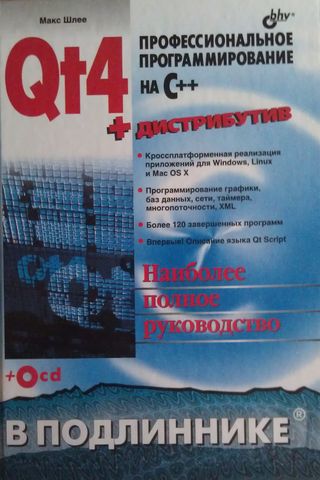 Макс Шлее
bhv®
Qt4
ПРОФЕССИОНАЛЬНОЕ
ПРОГРАММИРОВАНИЕ
НА C++
+ ДИСТРИБУТИВ
• Кроссплатформенная реализация
приложений для Windows, Linux
и Mac OS X
• Программирование графики,
баз данных, сети, таймера,
многопоточности, XML
• Более 120 завершенных программ
• Впервые! Описание языка Qt Script
Наиболее
полное
руководство
+ cd
В ПОДЛИННИКЕ®